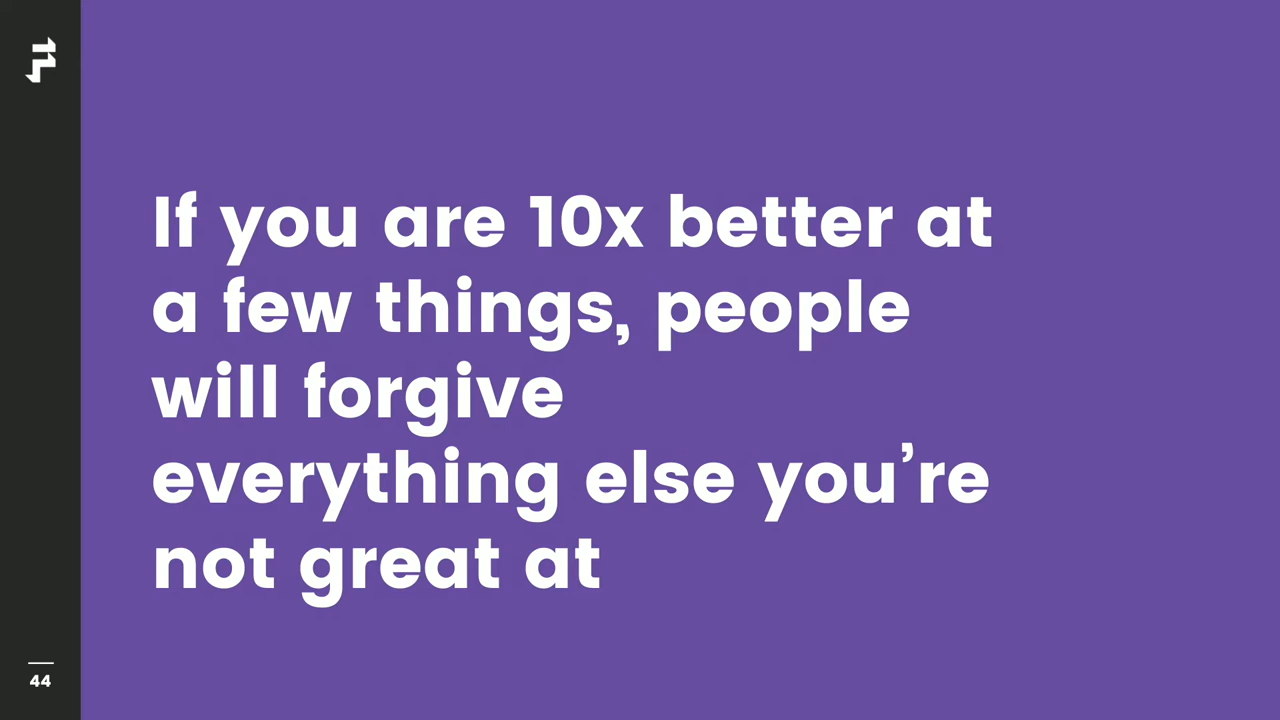 If you are 10x better at
a few things, people
will forgive
everything else you’re
not great at
44